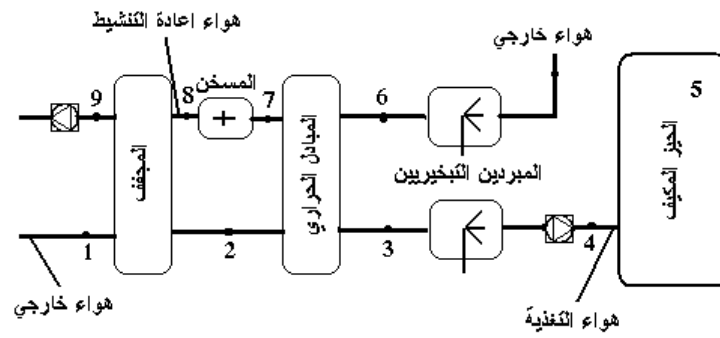 هواء اعادة التنشيط
هواء خارجي
9
8
المسخن
7
6
5
المجفف
المبادل الحراري
المبردين التبخيريين
الحيز المكيف
1
2
3
4
هواء خارجي
هواء التغذية